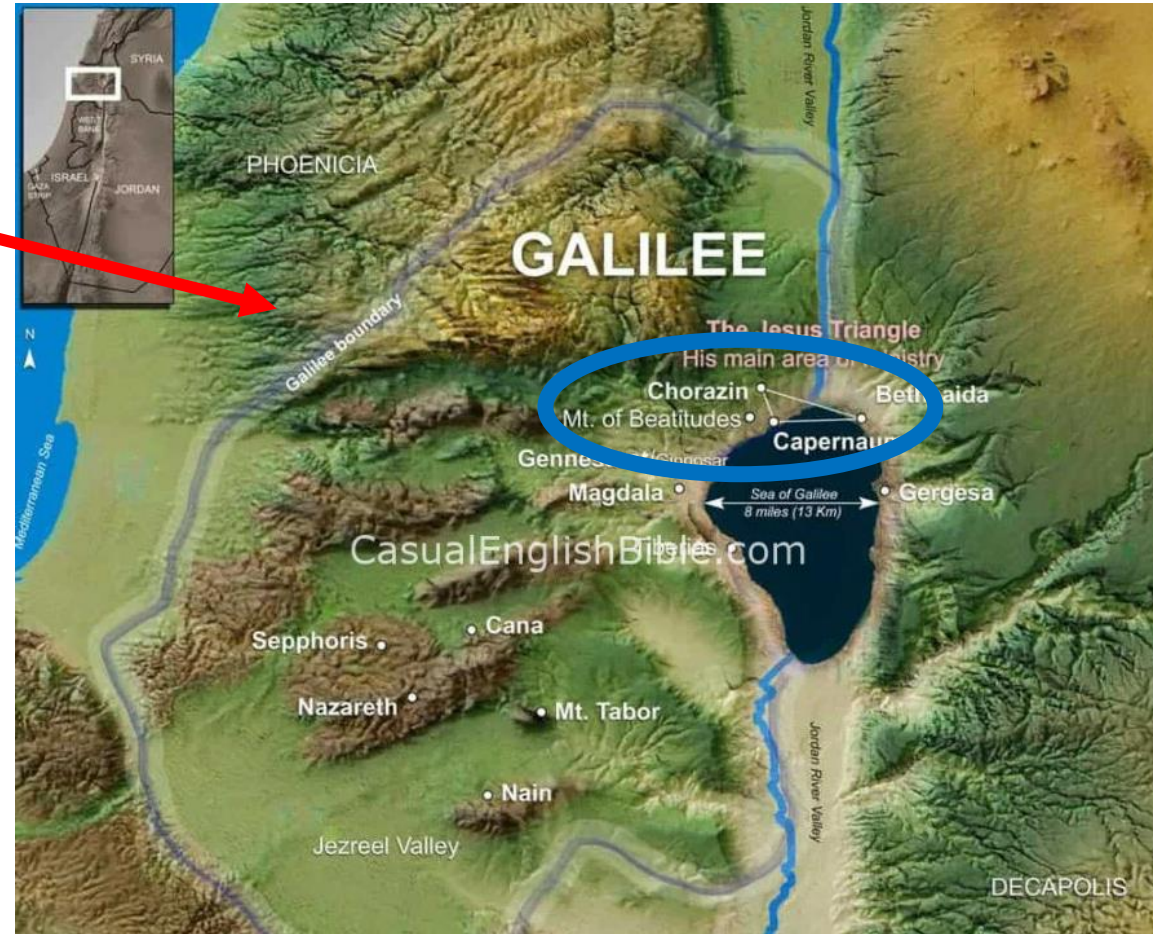 SYRIA
WEST
BANK
ISRAEL
GAZA
STRIP
JORDAN
Jordan River Valley
PHOENICIA
GALILEE
N
Galilee boundary
The Jesus Triangle
His main area of
Chorazin
Mt. of Beatitudes
Capernaum
Magdala
Sea of Galilee
8 miles (13 Km)
Gergesa
Mediterranean Sea
CasualEnglishBible.com
Sepphoris
Cana
Nazareth
Mt. Tabor
Jordan River Valley
Nain
Jezreel Valley
DECAPOLIS